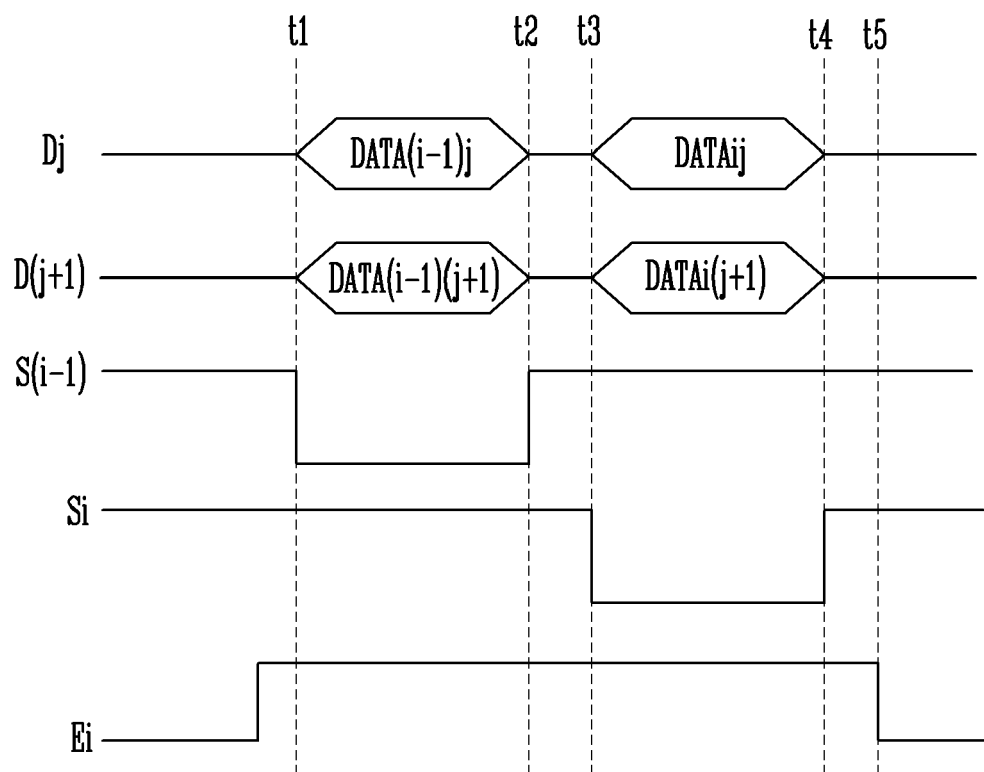 t1 t2 t3 t4 t5
Dj DATA(i-1)j DATAij
D(j+1) DATA(i-1)(j+1) DATAi(j+1)
S(i-1)
Si
Ei